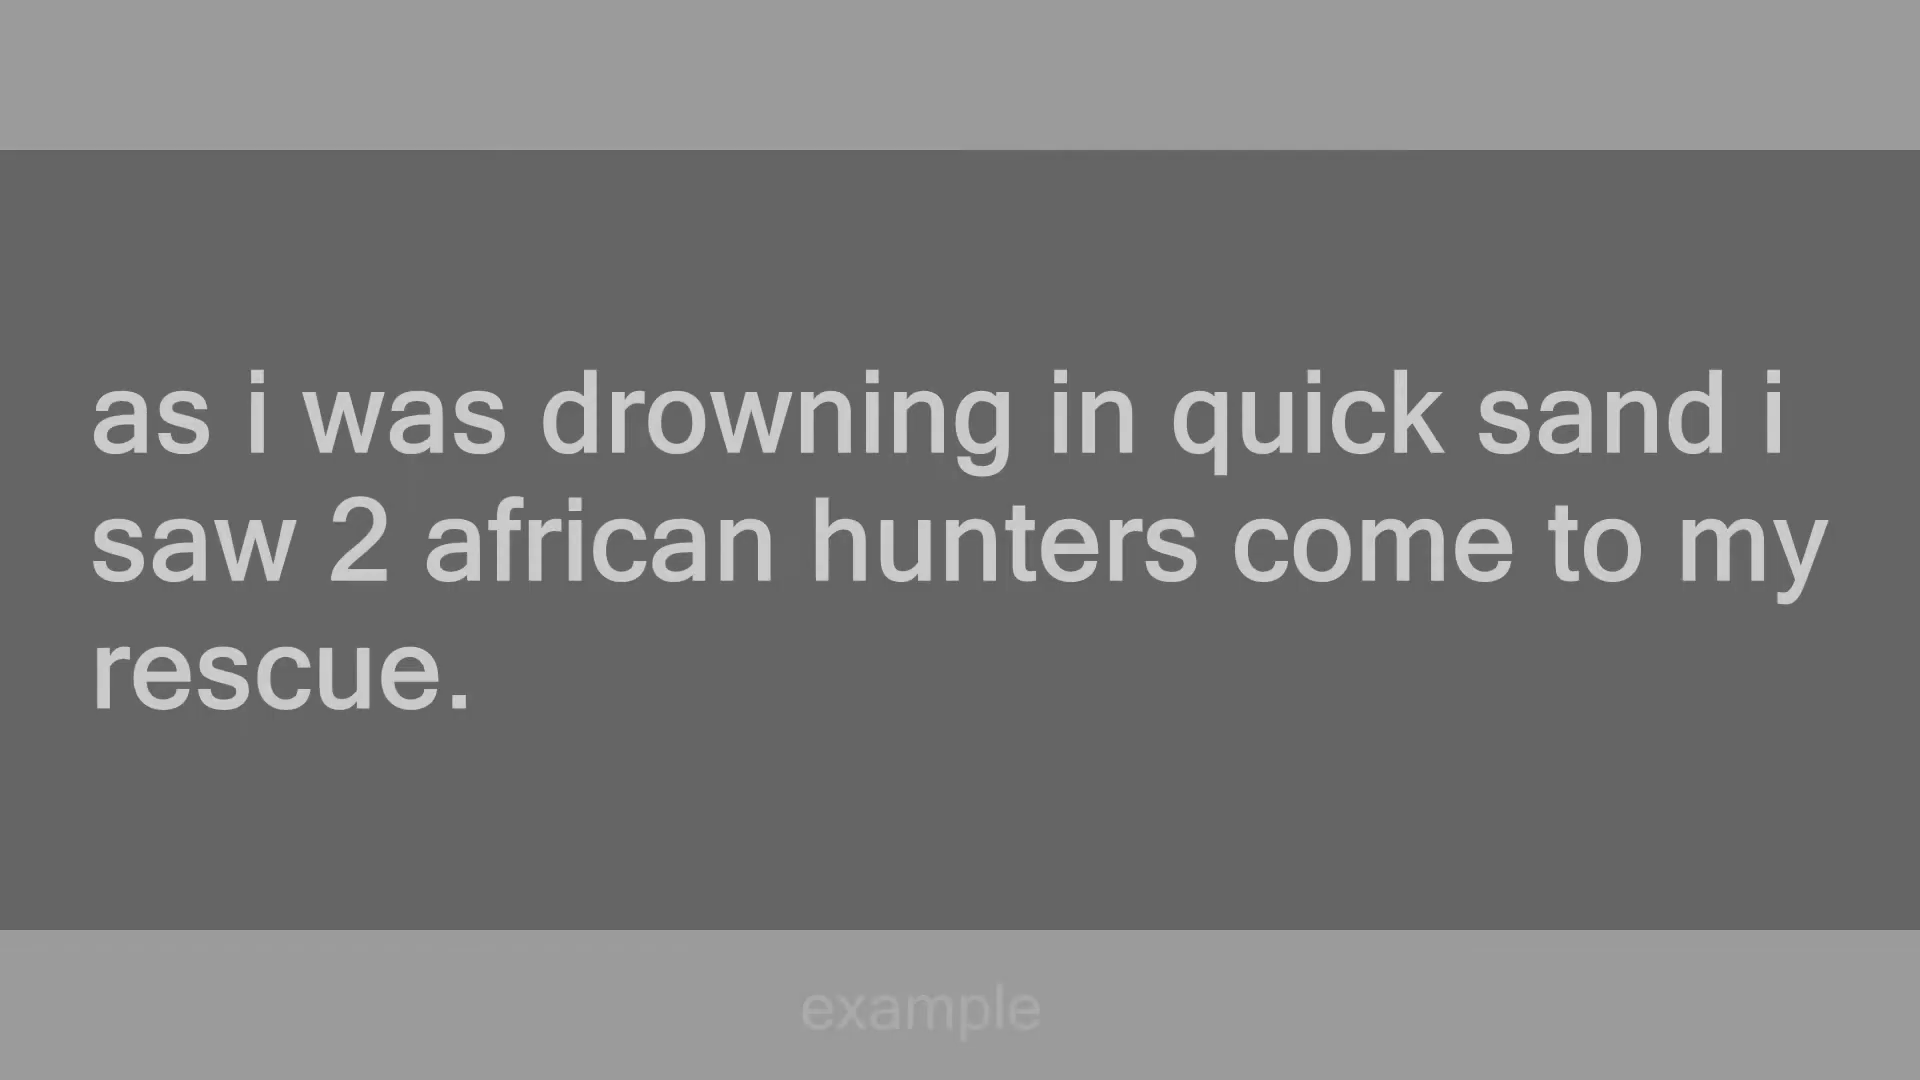 as i was drowning in quick sand i
saw 2 african hunters come to my
rescue.
example